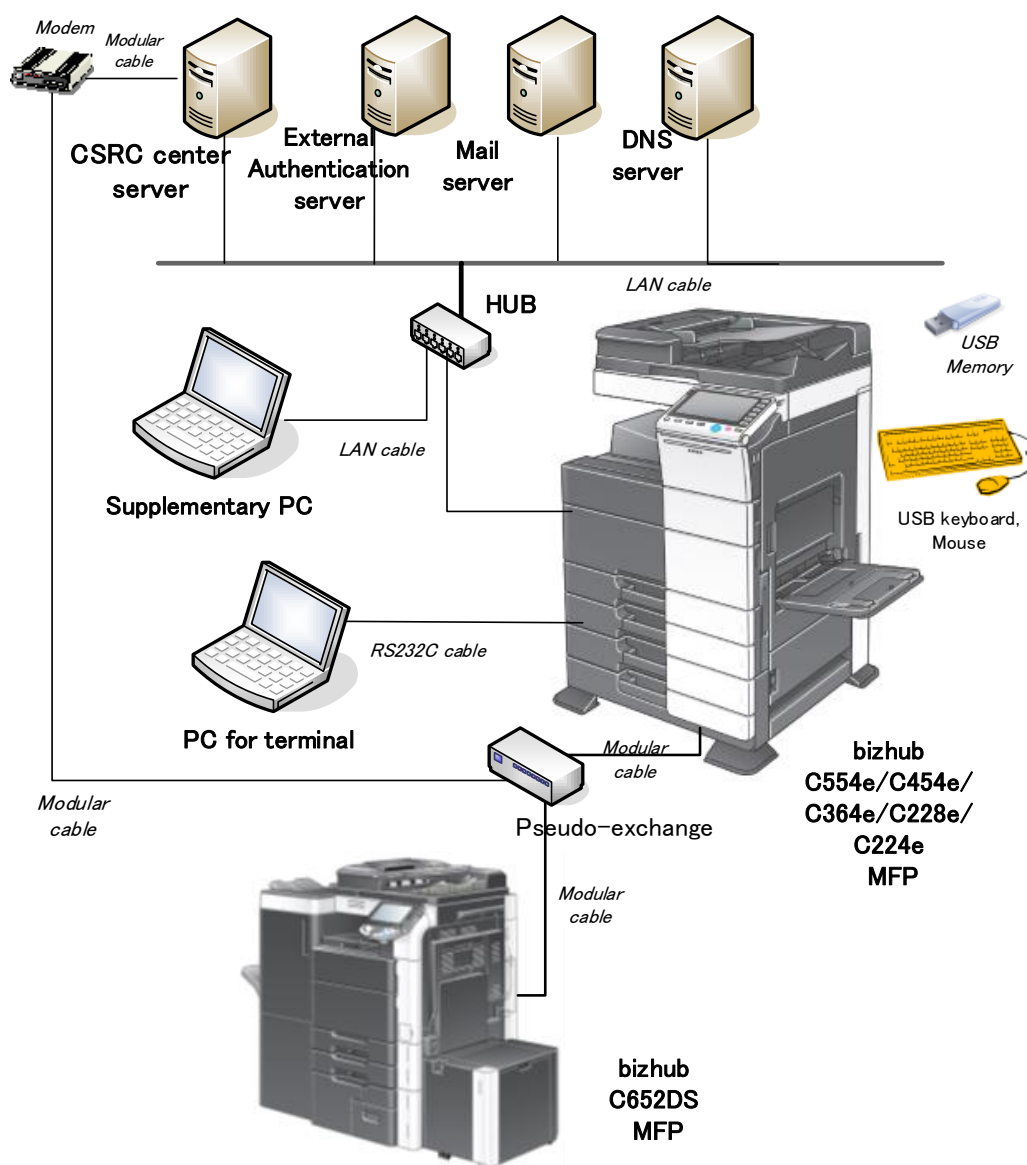 Modem
Modular
cable
CSRC center
server
External
Authentication
server
Mail
server
DNS
server
LAN cable
HUB
USB
Memory
LAN cable
Supplementary PC
USB keyboard,
Mouse
RS232C cable
PC for terminal
Modular
cable
bizhub
C554e/C454e/
C364e/C228e/
C224e
MFP
Modular
cable
Pseudo-exchange
Modular
cable
bizhub
C652DS
MFP